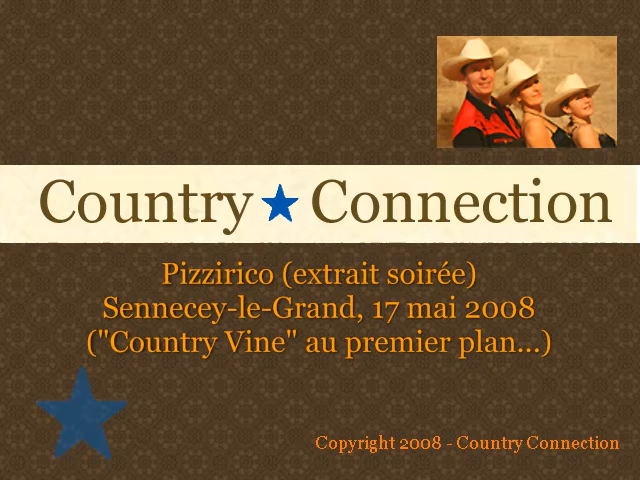 Country Connection
Pizzirico (extrait soirée)
Sennecey-le-Grand, 17 mai 2008
("Country Vine" au premier plan...)
Copyright 2008 - Country Connection